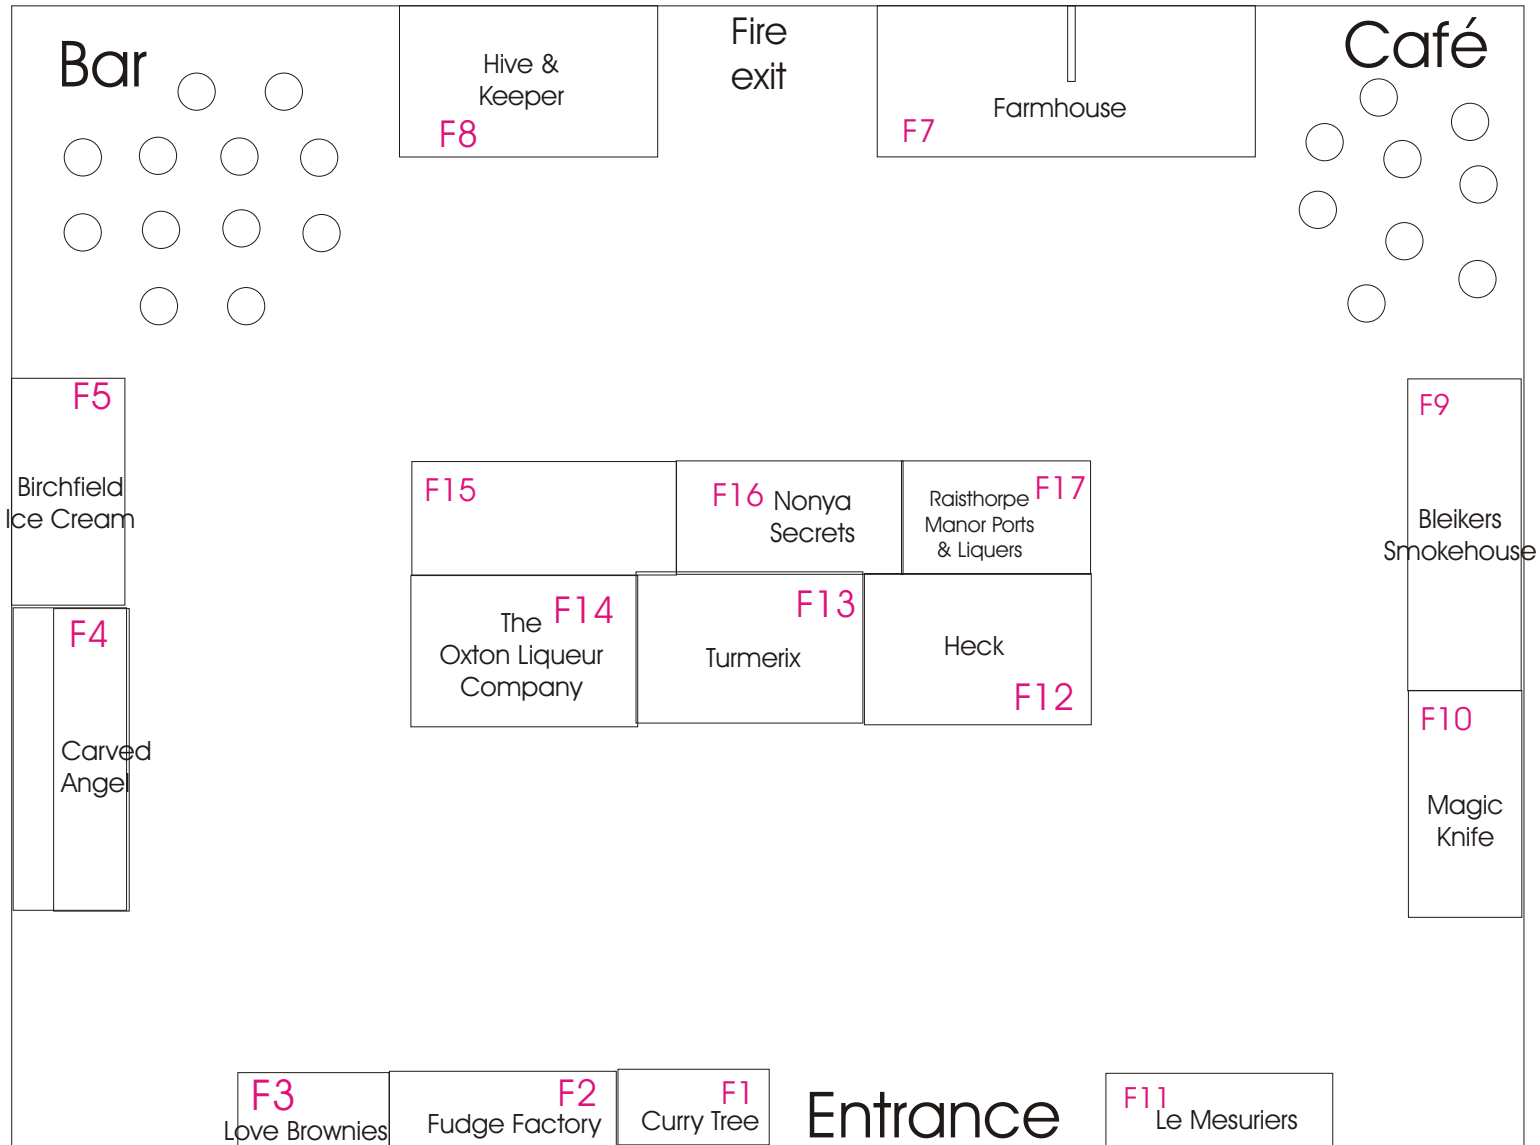 Bar
Hive &
Keeper
F8
Fire
exit
F7
Farmhouse
Café
F5
Birchfield
Ice Cream
F4
Carved
Angel
F15
F16 Nonya
Secrets
F17
Raisthorpe
Manor Ports
& Liquers
The F14
Oxton Liqueur
Company
F13
Turmerix
Heck
F12
F9
Bleikers
Smokehouse
F10
Magic
Knife
F3
Love Brownies
F2
Fudge Factory
F1
Curry Tree
Entrance
F11
Le Mesuriers